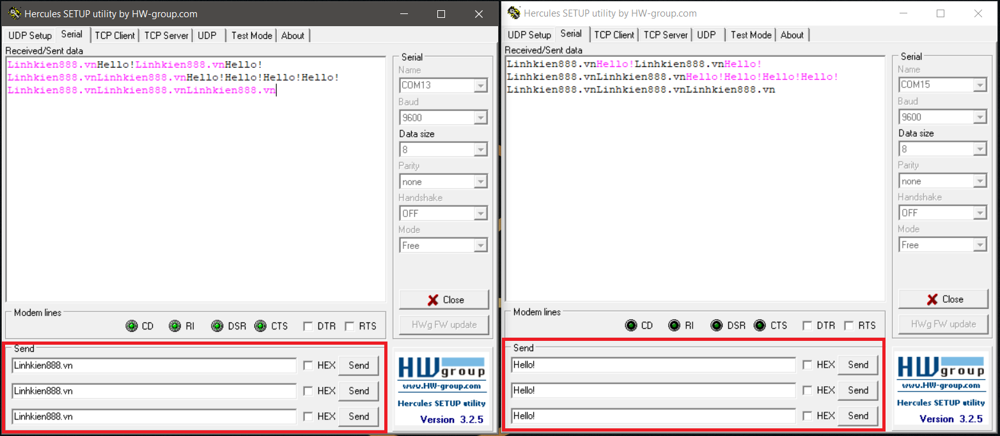 Hercules SETUP utility by HW-group.com
UDP Setup Serial TCP Client TCP Server UDP Test Mode About
Received/Sent data
Linhkien888.vnHello!Linhkien888.vnHello!
Linhkien888.vnLinhkien888.vnHello!Hello!Hello!Hello!
Linhkien888.vnLinhkien888.vnLinhkien888.vn
Serial
Name
COM13
Baud
9600
Data size
8
Parity
none
Handshake
OFF
Mode
Free
Close
HWg FW update
Modem lines
CD RI DSR CTS DTR RTS
Send
Linhkien888.vn HEX Send
Linhkien888.vn HEX Send
Linhkien888.vn HEX Send
HWgroup
www.HW-group.com
Hercules SETUP utility
Version 3.2.5
Hercules SETUP utility by HW-group.com
UDP Setup Serial TCP Client TCP Server UDP Test Mode About
Received/Sent data
Linhkien888.vnHello!Linhkien888.vnHello!
Linhkien888.vnLinhkien888.vnHello!Hello!Hello!Hello!
Linhkien888.vnLinhkien888.vnLinhkien888.vn
Serial
Name
COM15
Baud
9600
Data size
8
Parity
none
Handshake
OFF
Mode
Free
Close
HWg FW update
Modem lines
CD RI DSR CTS DTR RTS
Send
Hello! HEX Send
Hello! HEX Send
Hello! HEX Send
HWgroup
www.HW-group.com
Hercules SETUP utility
Version 3.2.5